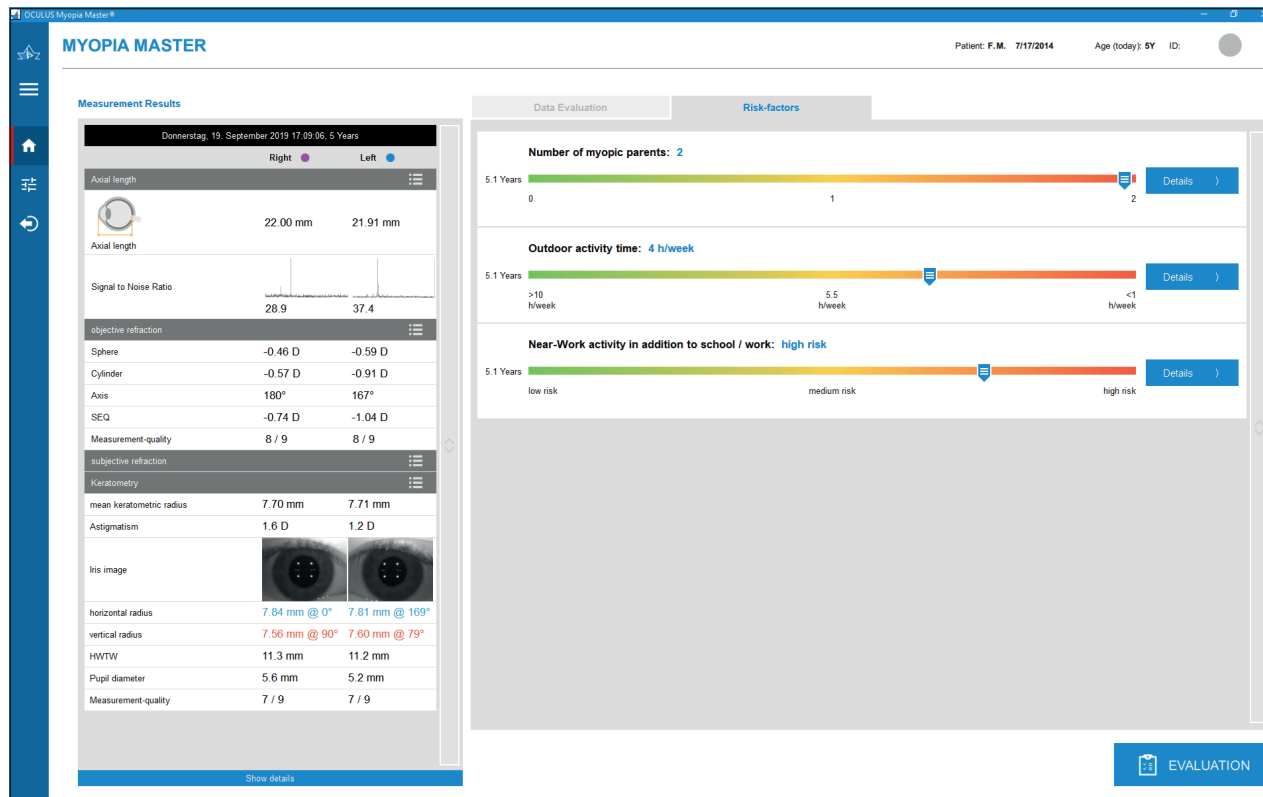 OCULUS Myopia Master®
MYOPIA MASTER
Patient: F.M. 7/17/2014 Age (today): 5Y ID:
Measurement Results
Donnerstag, 19. September 2019 17:09:06, 5 Years
Right Left
Axial length
22.00 mm 21.91 mm
Axial length
Signal to Noise Ratio
28.9 37.4
objective refraction
Sphere -0.46 D -0.59 D
Cylinder -0.57 D -0.91 D
Axis 180° 167°
SEQ -0.74 D -1.04 D
Measurement-quality 8 / 9 8 / 9
subjective refraction
Keratometry
mean keratometric radius 7.70 mm 7.71 mm
Astigmatism 1.6 D 1.2 D
Iris image
horizontal radius 7.84 mm @ 0° 7.81 mm @ 169°
vertical radius 7.56 mm @ 90° 7.60 mm @ 79°
HWTW 11.3 mm 11.2 mm
Pupil diameter 5.6 mm 5.2 mm
Measurement-quality 7 / 9 7 / 9
Show details
Data Evaluation Risk-factors
Number of myopic parents: 2
5.1 Years Details
0 1 2
Outdoor activity time: 4 h/week
5.1 Years Details
>10 5.5 <1
h/week h/week h/week
Near-Work activity in addition to school / work: high risk
5.1 Years Details
low risk medium risk high risk
EVALUATION